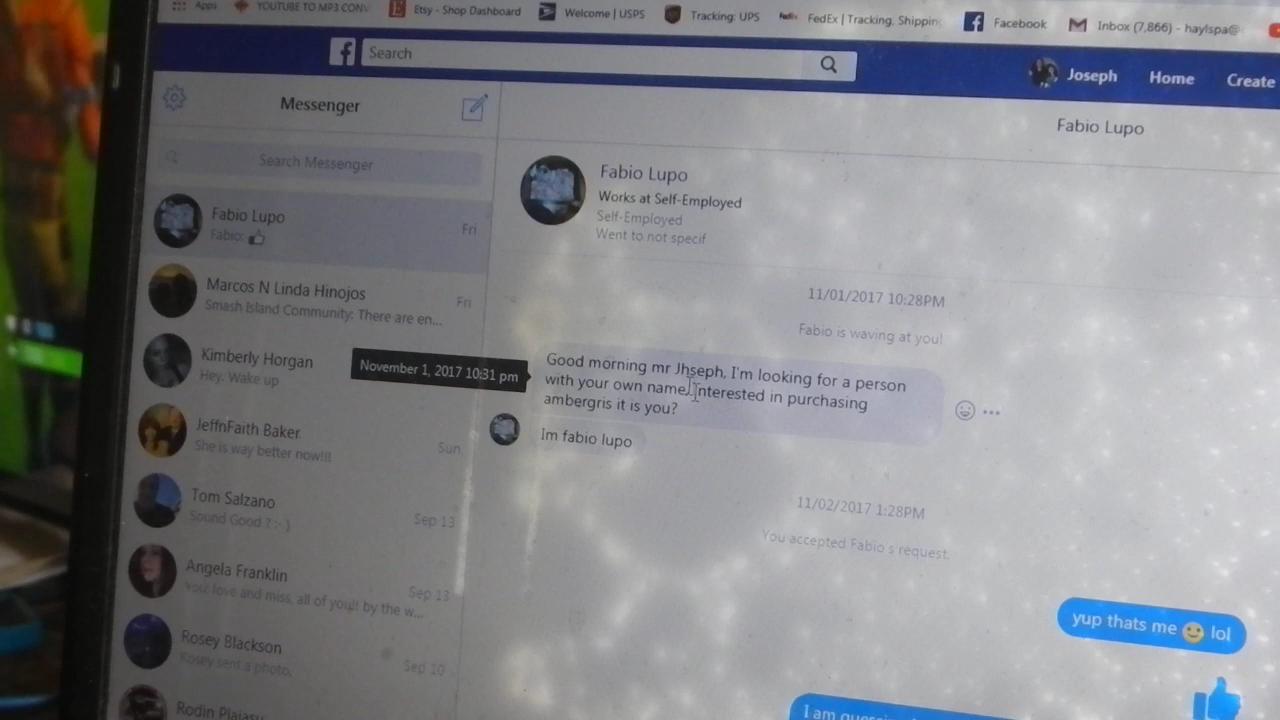 Apps
YOUTUBE TO MP3 CONV
Etsy - Shop Dashboard
Welcome | USPS
Tracking: UPS
FedEx
FedEx | Tracking, Shippin
Facebook
Inbox (7,866) - haylspa@
Search
Joseph
Home
Create
Messenger
Search Messenger
Fabio Lupo
Fri
Fabio:
Marcos N Linda Hinojos
Fri
Smash Island Community: There are en...
Kimberly Horgan
Hey. Wake up
JeffnFaith Baker
Sun
She is way better now!!!
Tom Salzano
Sep 13
Sound Good ? :- )
Angela Franklin
Sep 13
You: love and miss, all of you!! by the w...
Rosey Blackson
Sep 10
Rosey sent a photo.
Rodin
Fabio Lupo
Fabio Lupo
Works at Self-Employed
Self-Employed
Went to not specif
11/01/2017 10:28PM
Fabio is waving at you!
November 1, 2017 10:31 pm
Good morning mr Jhseph, I'm looking for a person
with your own name, interested in purchasing
ambergris it is you?
Im fabio lupo
11/02/2017 1:28PM
You accepted Fabio's request.
yup thats me 🙂 lol
I am